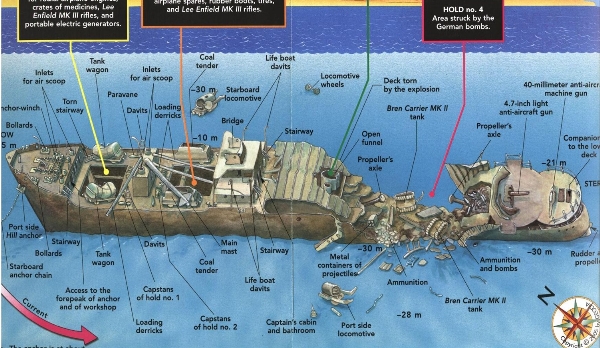 crates of medicines, Lee
Enfield MK III rifles, and
portable electric generators.
airplane spares, rubber boots, tires,
and Lee Enfield MK III rifles.
HOLD no. 4
Area struck by the
German bombs.
Inlets
for air scoop
Tank
wagon
Inlets
for air scoop
Coal
tender
Life boat
davits
Locomotive
wheels
Deck torn
by the explosion
40-millimeter anti-aircr
machine gun
4.7-inch light
anti-aircraft gun
Bren Carrier MK II
tank
Propeller's
axle
Companion
to the low
deck
nchor-winch
Torn
stairway
Paravane
Davits
Loading
derricks
–30 m
Starboard
locomotive
Bridge
Stairway
Open
funnel
Propeller's
axle
Bollards
OW
5 m
–10 m
–21 m
STER
Port side
Hill anchor
Bollards
Stairway
Starboard
anchor chain
Tank
wagon
Davits
Coal
tender
Main
mast
Stairway
Life boat
davits
Metal
containers of
projectiles
–30 m
Ammunition
Ammunition
and bombs
–30 m
Rudder a
propelle
Access to the
forepeak of anchor
and of workshop
Capstans
of hold no. 1
Loading
derricks
Capstans
of hold no. 2
Captain's cabin
and bathroom
Port side
locomotive
–28 m
Bren Carrier MK II
tank
Current
N